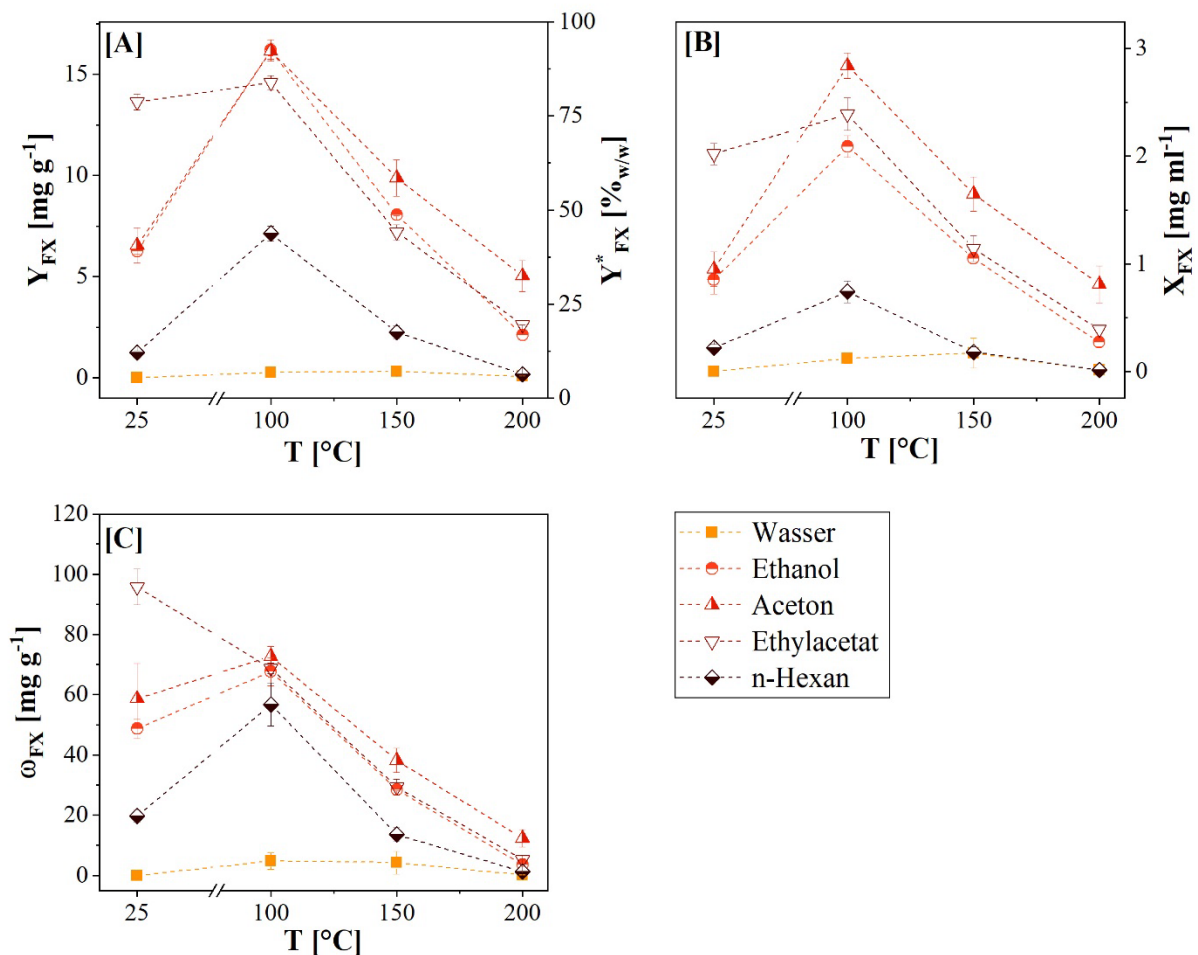 [A]
Y_FX [mg g⁻¹]
15
10
5
0
100
75
50
25
0
Y*_FX [%w/w]
25 100 150 200
T [°C]
[B]
3
2
1
0
X_FX [mg ml⁻¹]
25 100 150 200
T [°C]
[C]
ω_FX [mg g⁻¹]
120
100
80
60
40
20
0
25 100 150 200
T [°C]
Wasser
Ethanol
Aceton
Ethylacetat
n-Hexan